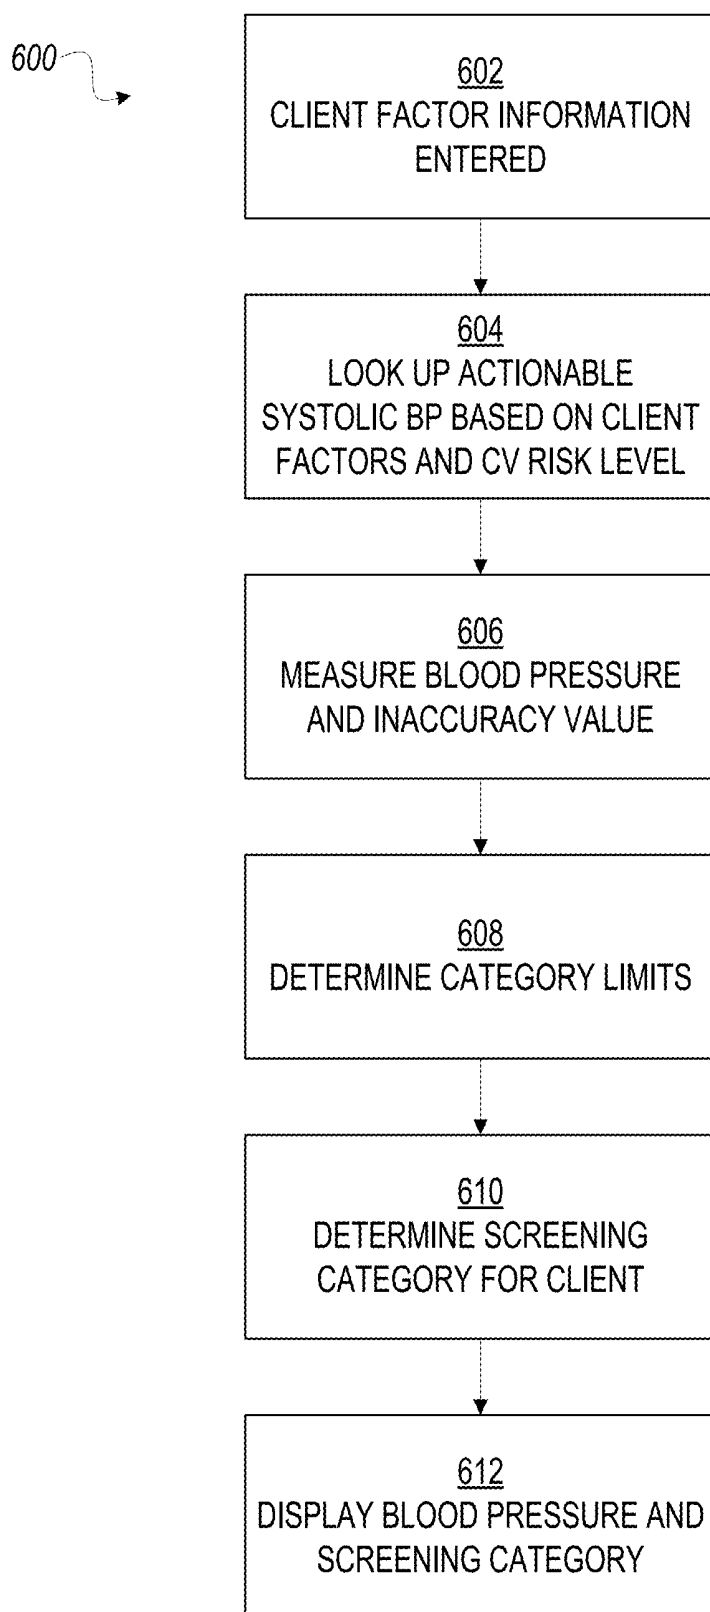 600
602
CLIENT FACTOR INFORMATION
ENTERED
604
LOOK UP ACTIONABLE
SYSTOLIC BP BASED ON CLIENT
FACTORS AND CV RISK LEVEL
606
MEASURE BLOOD PRESSURE
AND INACCURACY VALUE
608
DETERMINE CATEGORY LIMITS
610
DETERMINE SCREENING
CATEGORY FOR CLIENT
612
DISPLAY BLOOD PRESSURE AND
SCREENING CATEGORY